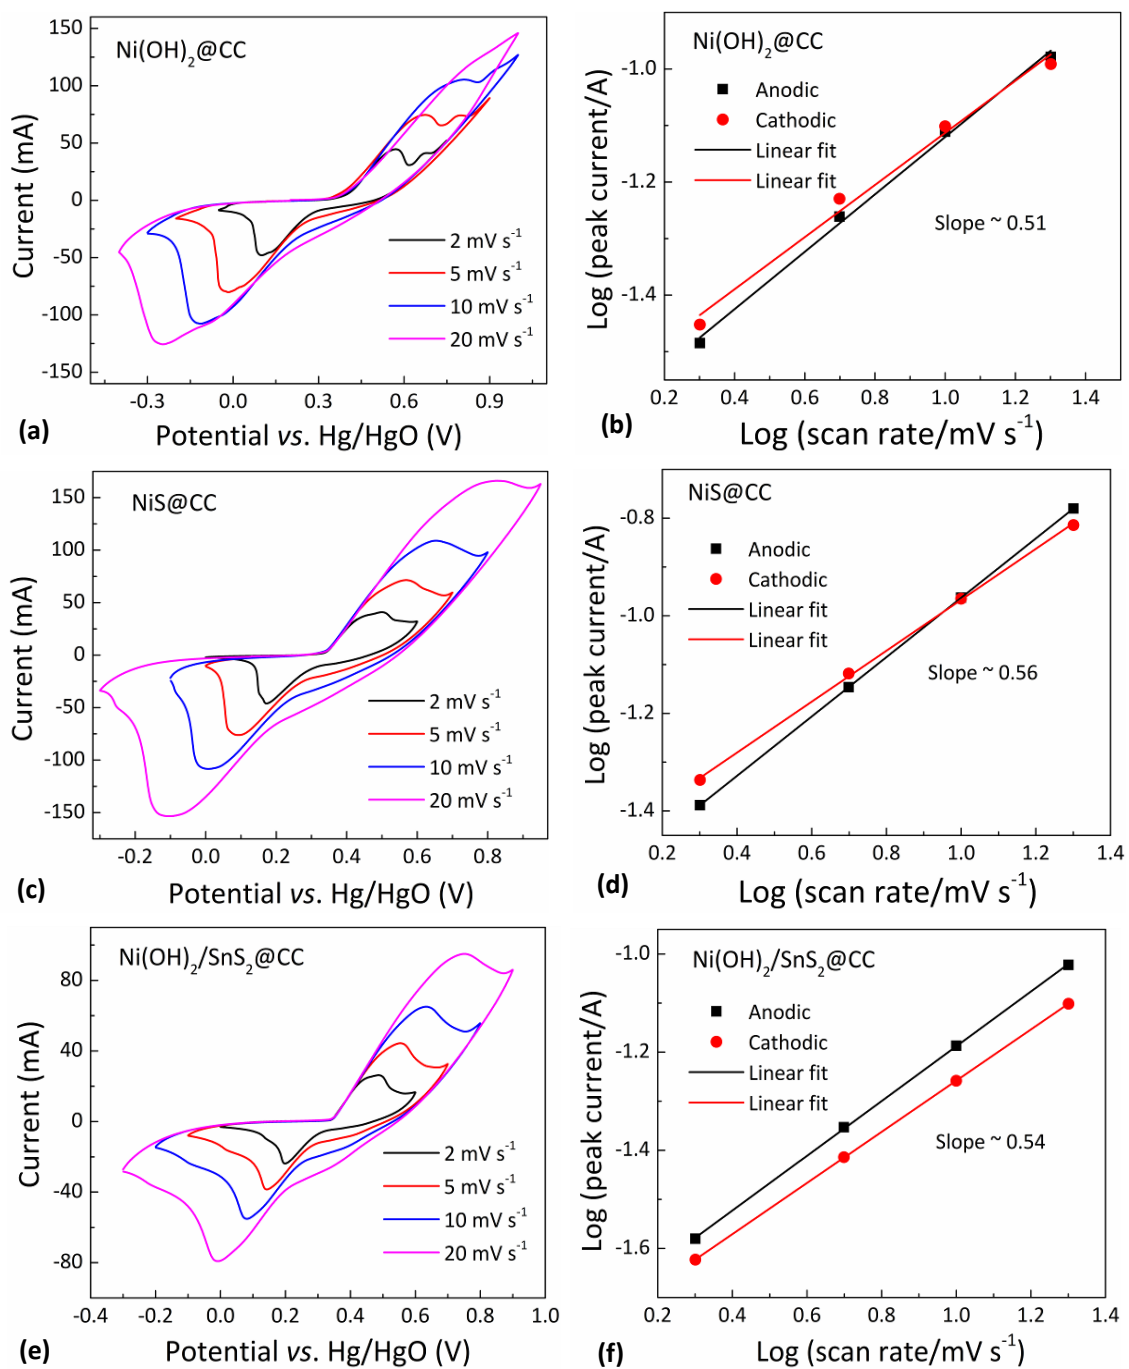 Ni(OH)₂@CC
Current (mA)
150
100
50
0
-50
-100
-150
2 mV s⁻¹
5 mV s⁻¹
10 mV s⁻¹
20 mV s⁻¹
-0.3 0.0 0.3 0.6 0.9
Potential vs. Hg/HgO (V)
(a)
Ni(OH)₂@CC
Log (peak current/A)
-1.0
-1.2
-1.4
Anodic
Cathodic
Linear fit
Linear fit
Slope ~ 0.51
0.2 0.4 0.6 0.8 1.0 1.2 1.4
Log (scan rate/mV s⁻¹)
(b)
NiS@CC
Current (mA)
150
100
50
0
-50
-100
-150
2 mV s⁻¹
5 mV s⁻¹
10 mV s⁻¹
20 mV s⁻¹
-0.2 0.0 0.2 0.4 0.6 0.8
Potential vs. Hg/HgO (V)
(c)
NiS@CC
Log (peak current/A)
-0.8
-1.0
-1.2
-1.4
Anodic
Cathodic
Linear fit
Linear fit
Slope ~ 0.56
0.2 0.4 0.6 0.8 1.0 1.2 1.4
Log (scan rate/mV s⁻¹)
(d)
Ni(OH)₂/SnS₂@CC
Current (mA)
80
40
0
-40
-80
2 mV s⁻¹
5 mV s⁻¹
10 mV s⁻¹
20 mV s⁻¹
-0.4 -0.2 0.0 0.2 0.4 0.6 0.8 1.0
Potential vs. Hg/HgO (V)
(e)
Ni(OH)₂/SnS₂@CC
Log (peak current/A)
-1.0
-1.2
-1.4
-1.6
Anodic
Cathodic
Linear fit
Linear fit
Slope ~ 0.54
0.2 0.4 0.6 0.8 1.0 1.2 1.4
Log (scan rate/mV s⁻¹)
(f)